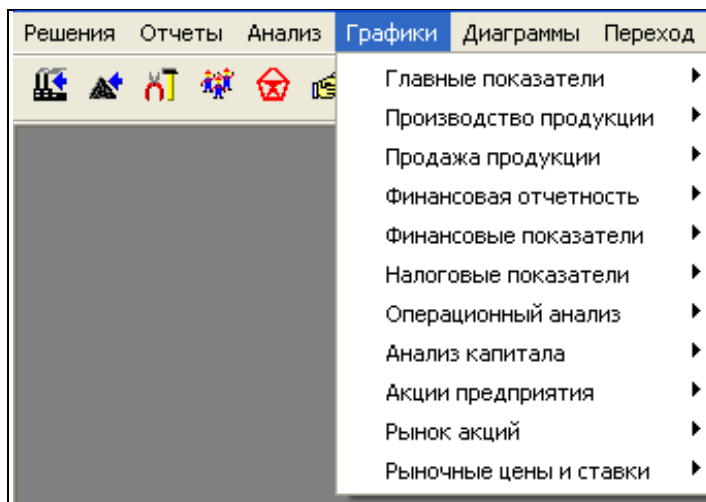 Решения Отчеты Анализ Графики Диаграммы Переход
Главные показатели
Производство продукции
Продажа продукции
Финансовая отчетность
Финансовые показатели
Налоговые показатели
Операционный анализ
Анализ капитала
Акции предприятия
Рынок акций
Рыночные цены и ставки